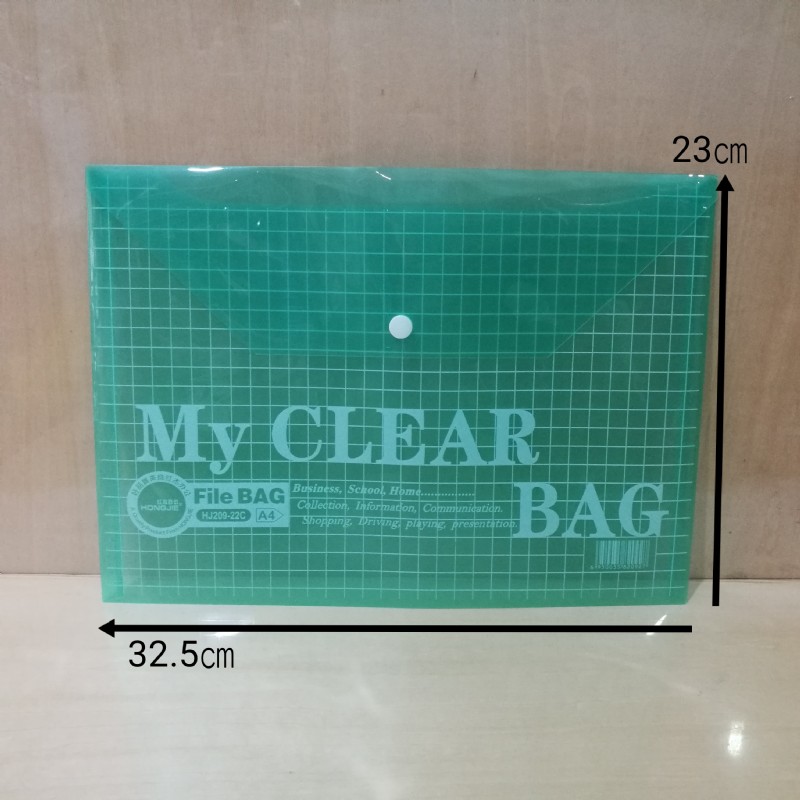 23cm
My CLEAR
HONGJIE
File BAG
HJ209-22C A4
Business, School, Home................
Collection, Information, Communication.
Shopping, Driving, playing, presentation.
BAG
32.5cm